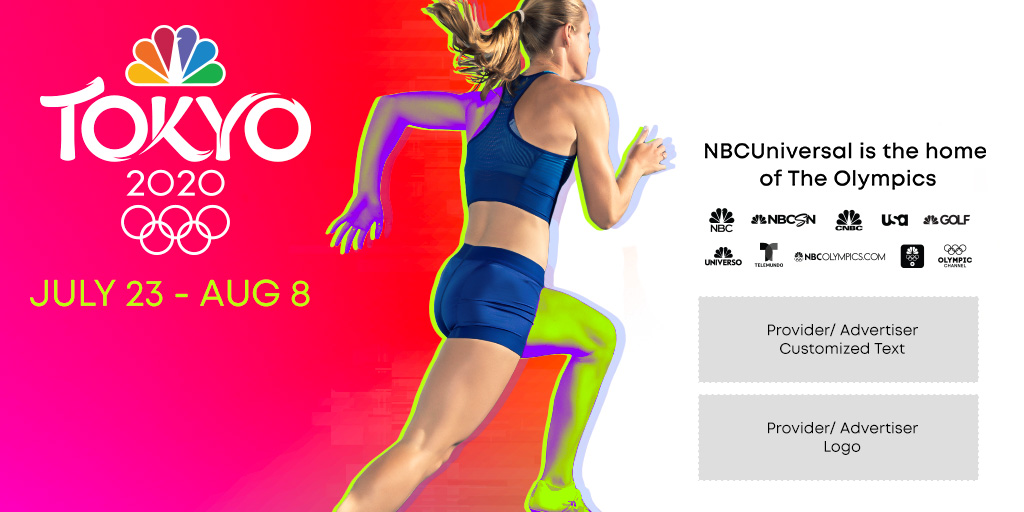 TOKYO
2020
JULY 23 - AUG 8
NBCUniversal is the home
of The Olympics
NBC
NBCSN
CNBC
usa
GOLF
UNIVERSO
TELEMUNDO
NBCOLYMPICS.COM
OLYMPIC
CHANNEL
Provider/ Advertiser
Customized Text
Provider/ Advertiser
Logo